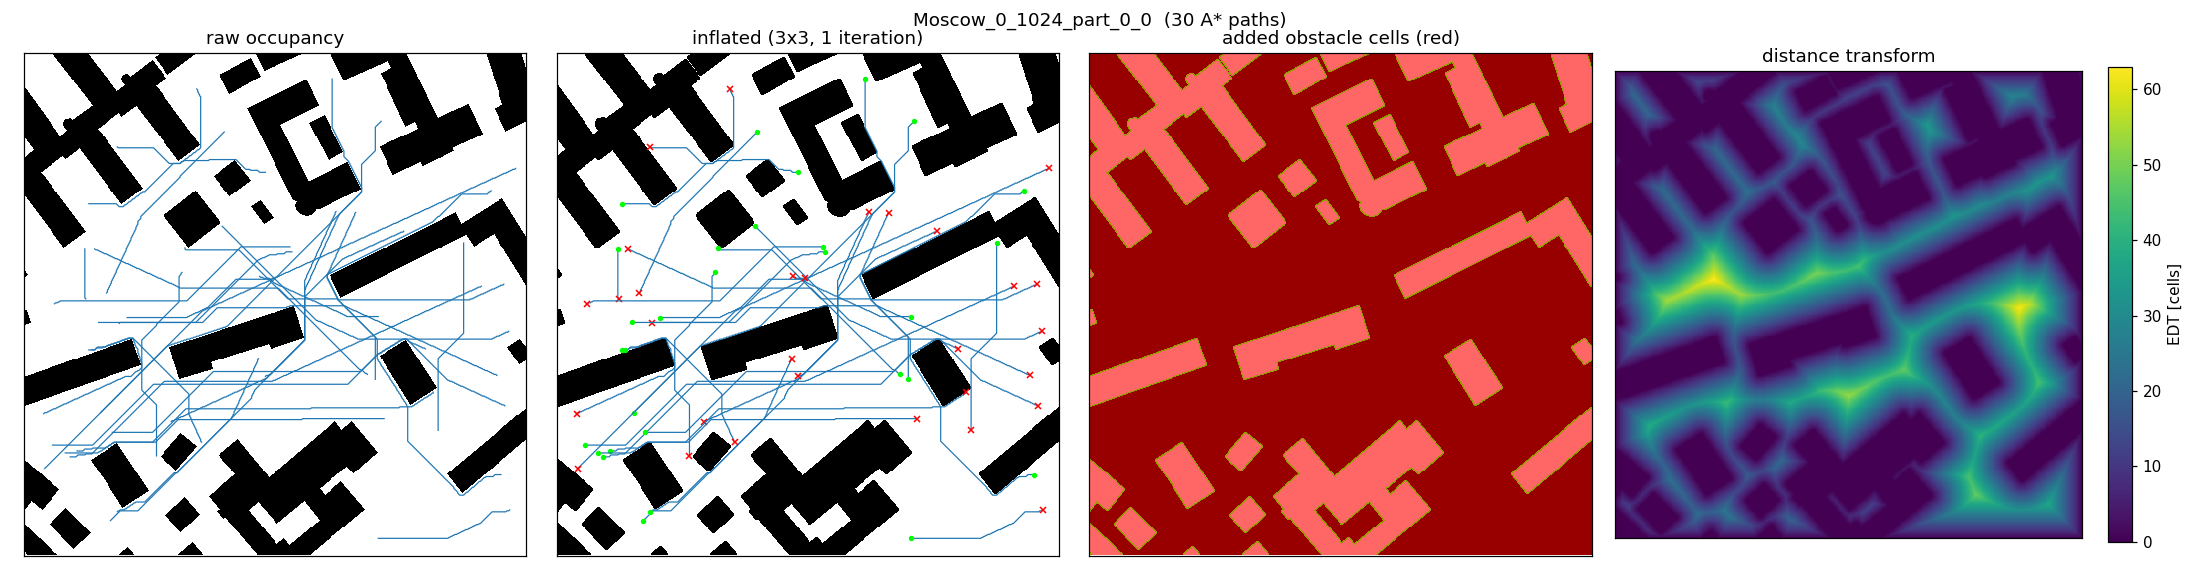 Moscow_0_1024_part_0_0  (30 A* paths)
raw occupancy
inflated (3x3, 1 iteration)
added obstacle cells (red)
distance transform
60
50
40
30
20
10
0
EDT [cells]